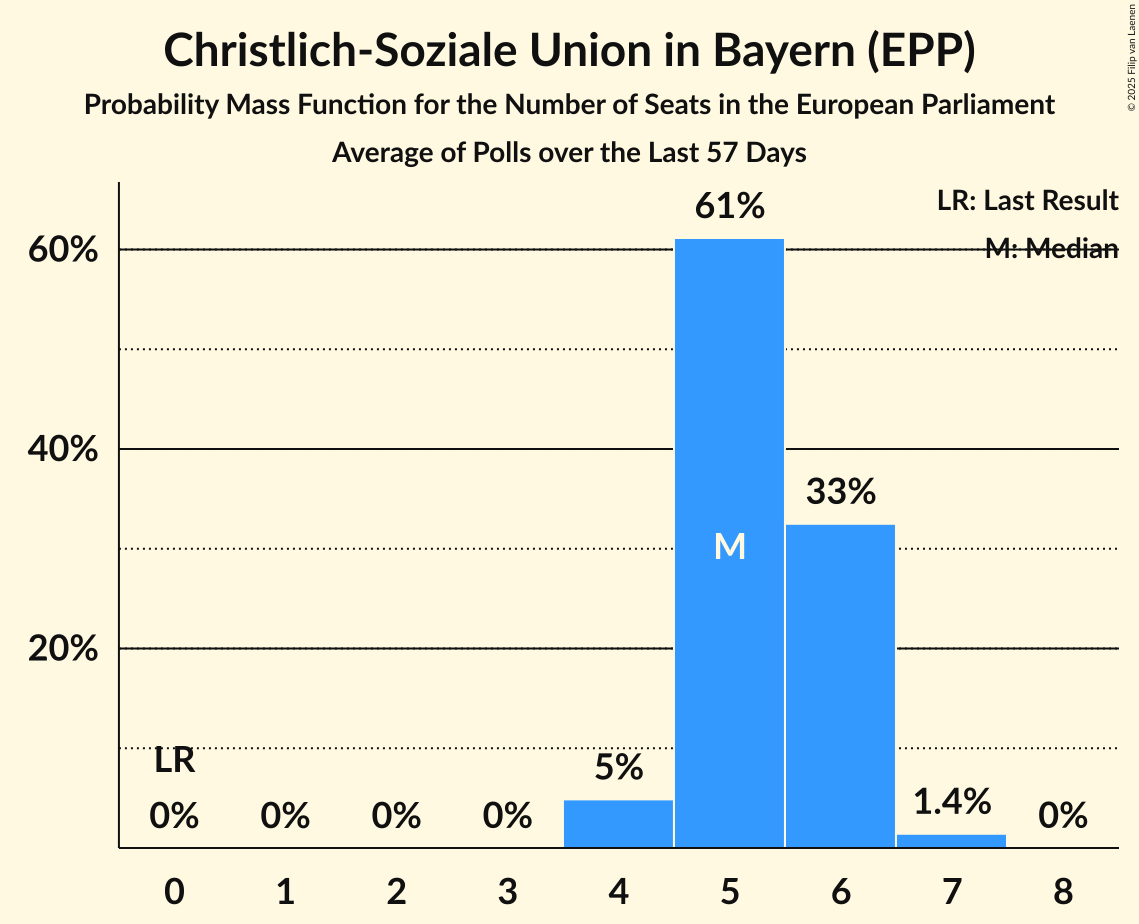 Christlich-Soziale Union in Bayern (EPP)
Probability Mass Function for the Number of Seats in the European Parliament
Average of Polls over the Last 57 Days
© 2025 Filip van Laenen
LR: Last Result
M: Median
61%
60%
40%
33%
M
20%
LR
5%
1.4%
0% 0% 0% 0% 0%
0 1 2 3 4 5 6 7 8